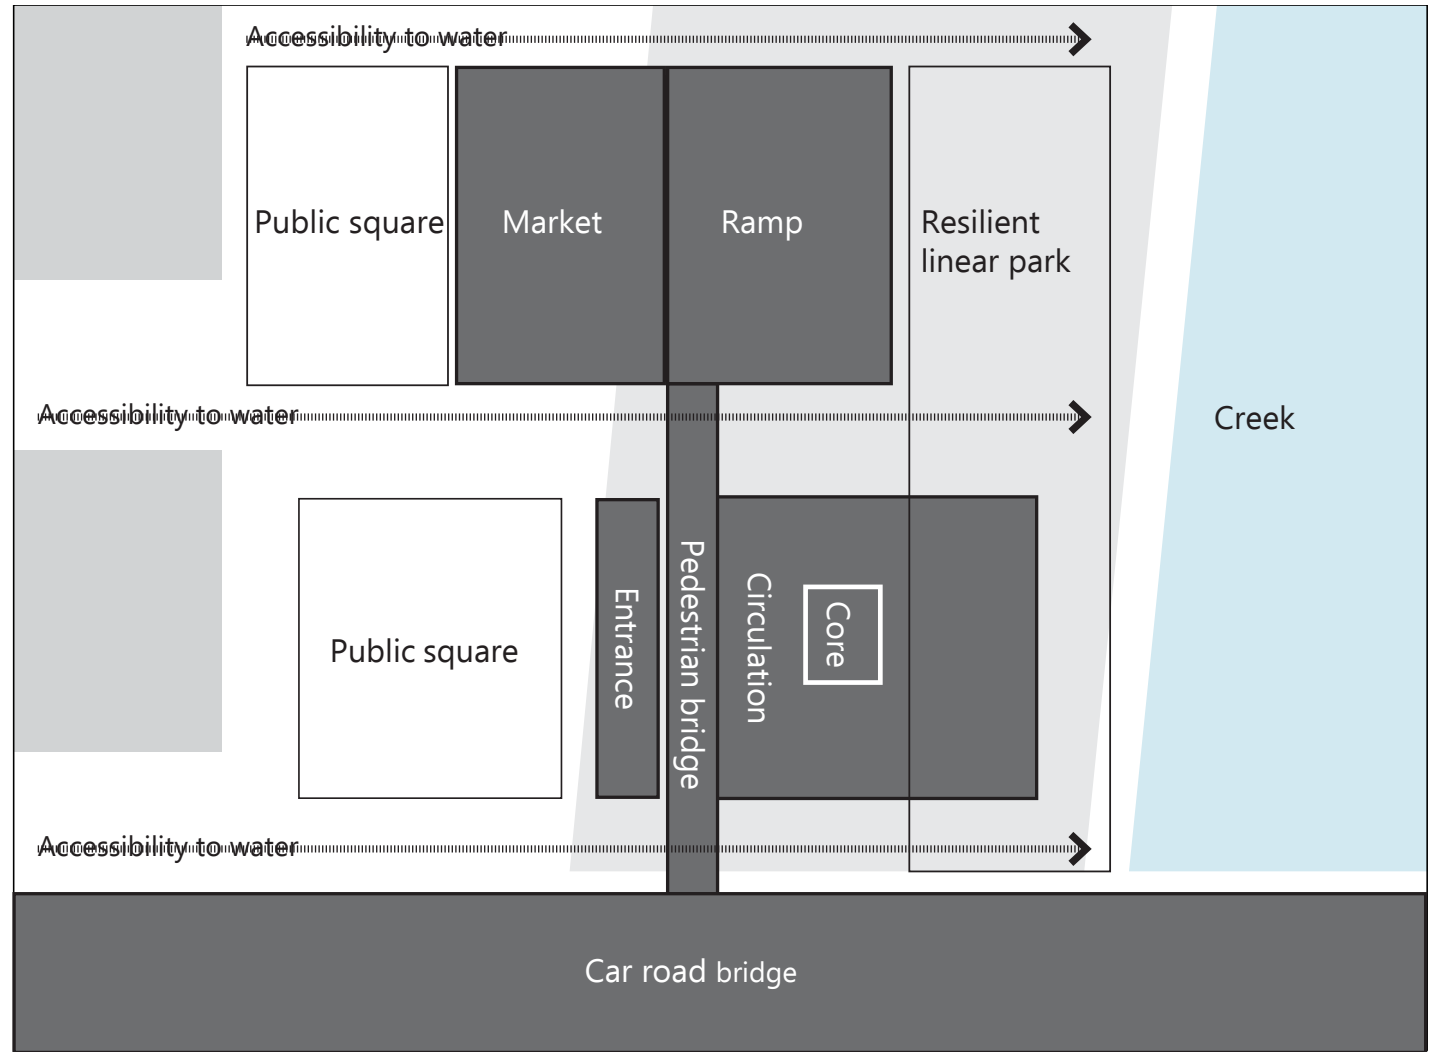 Accessibility to water
Public square
Market
Ramp
Resilient
linear park
Accessibility to water
Creek
Public square
Entrance
Pedestrian bridge
Circulation
Core
Accessibility to water
Car road bridge